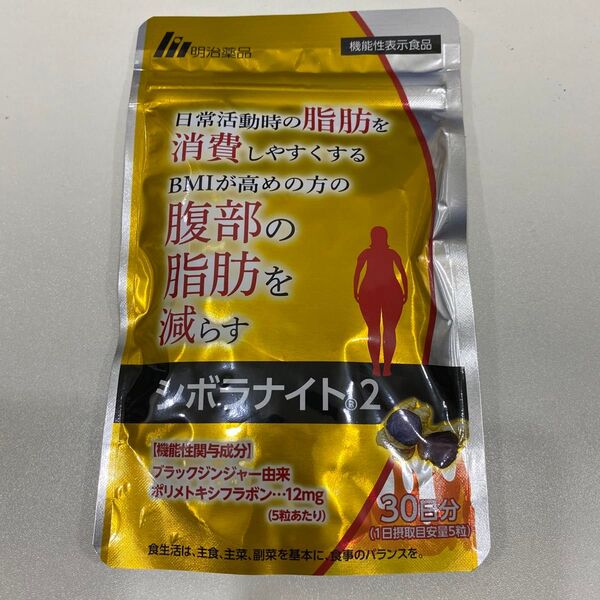 明治薬品
機能性表示食品
日常活動時の脂肪を
消費しやすくする
BMIが高めの方の
腹部の
脂肪を
減らす
シボラナイト®2
【機能性関与成分】
ブラックジンジャー由来
ポリメトキシフラボン…12mg
(5粒あたり)
30日分
(1日摂取目安量5粒)
食生活は、主食、主菜、副菜を基本に、食事のバランスを。